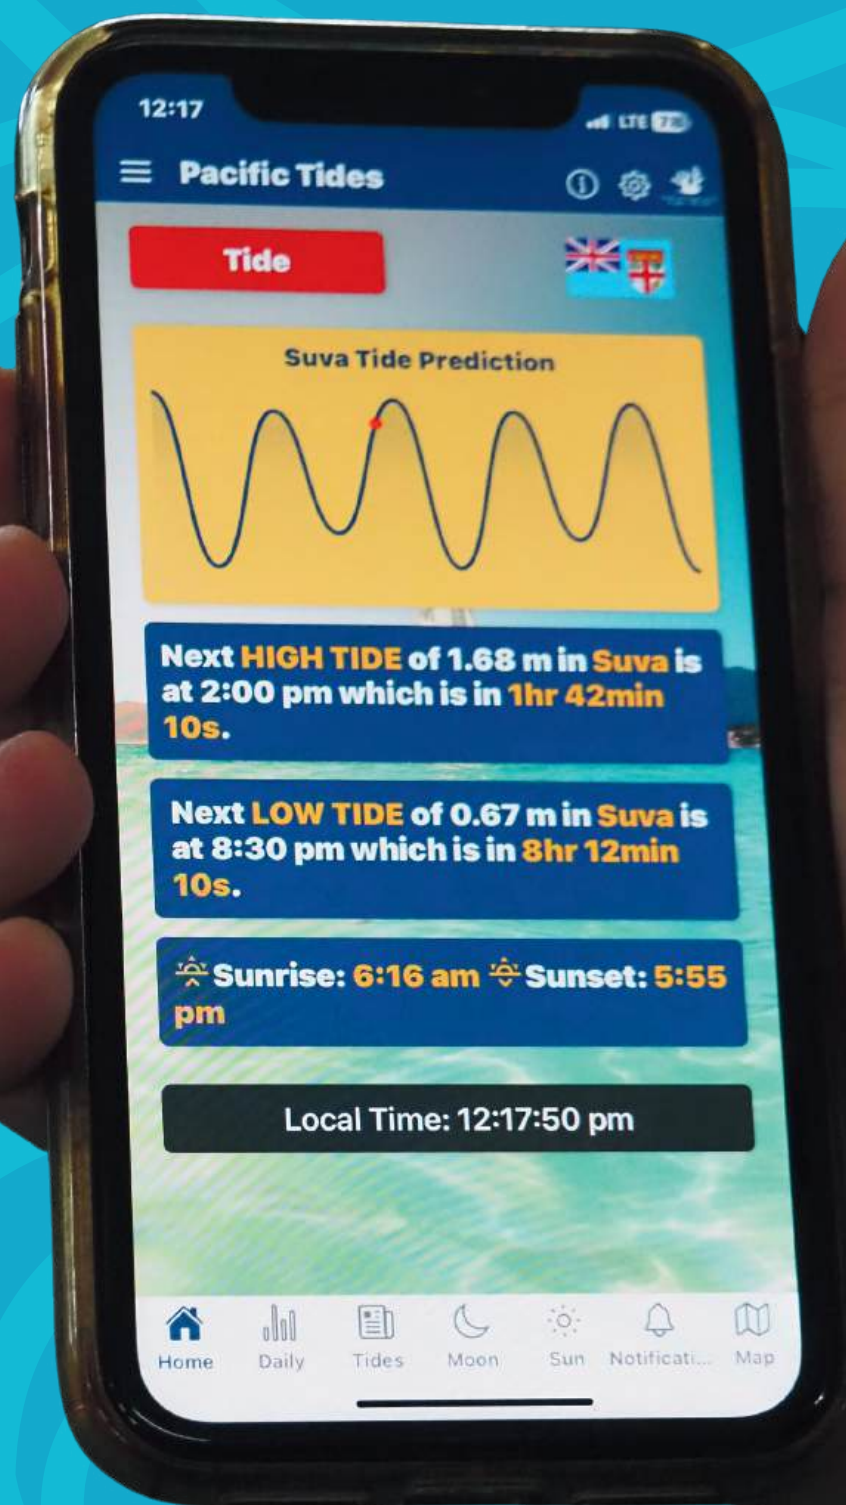 12:17
LTE
Pacific Tides
Tide
Suva Tide Prediction
Next HIGH TIDE of 1.68 m in Suva is
at 2:00 pm which is in 1hr 42min
10s.
Next LOW TIDE of 0.67 m in Suva is
at 8:30 pm which is in 8hr 12min
10s.
Sunrise: 6:16 am Sunset: 5:55
pm
Local Time: 12:17:50 pm
Home Daily Tides Moon Sun Notificati... Map